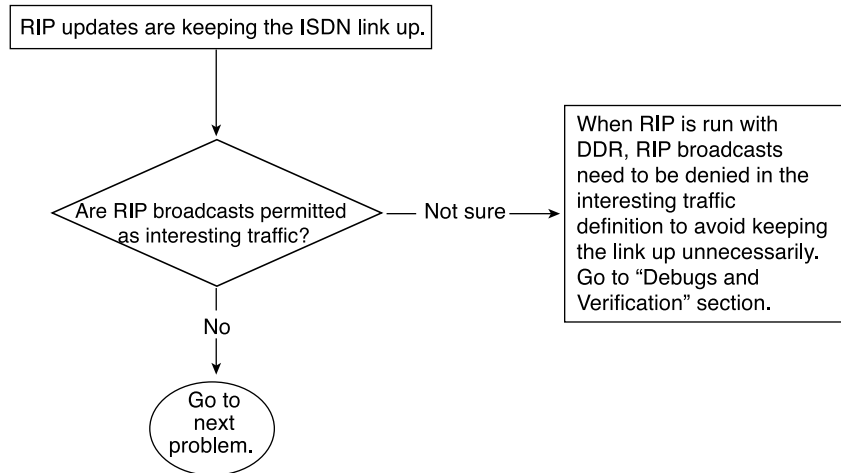 RIP updates are keeping the ISDN link up.
Are RIP broadcasts permitted
as interesting traffic?
Not sure
When RIP is run with
DDR, RIP broadcasts
need to be denied in the
interesting traffic
definition to avoid keeping
the link up unnecessarily.
Go to “Debugs and
Verification” section.
No
Go to
next
problem.